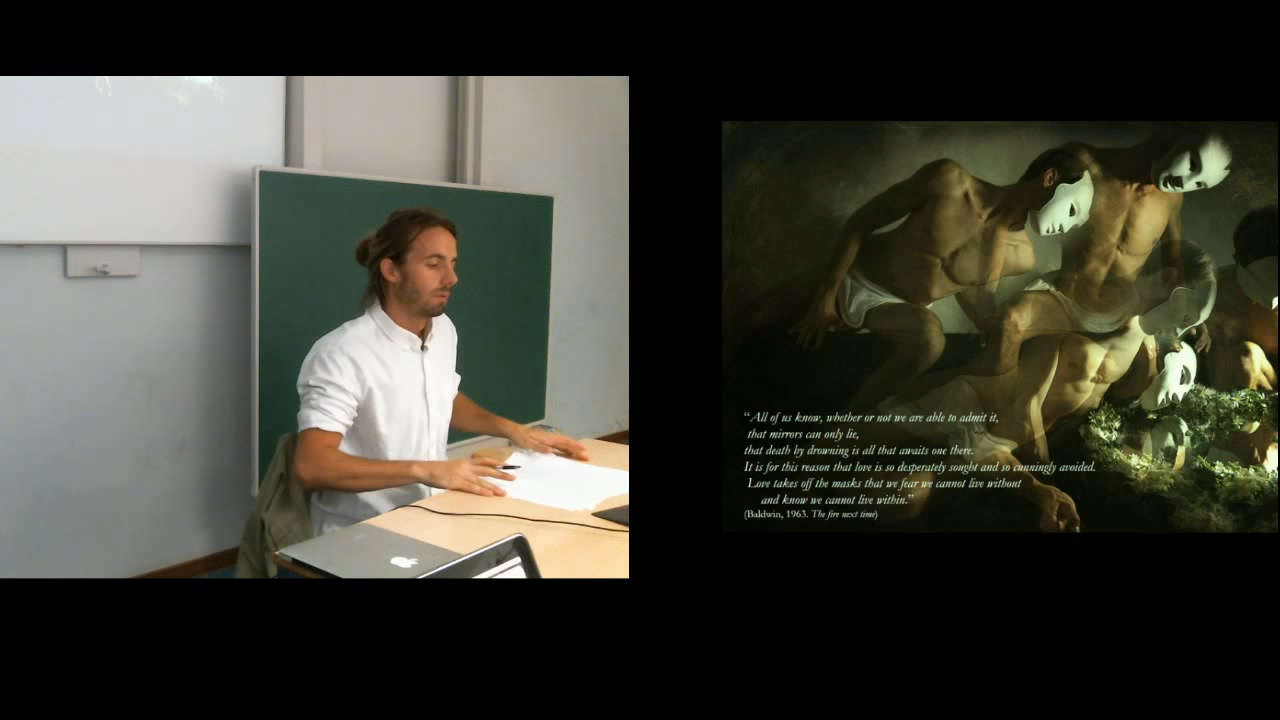 “All of us know, whether or not we are able to admit it,
that mirrors can only lie,
that death by drowning is all that awaits one there.
It is for this reason that love is so desperately sought and so cunningly avoided.
Love takes off the masks that we fear we cannot live without
and know we cannot live within.”
(Baldwin, 1963. The fire next time)